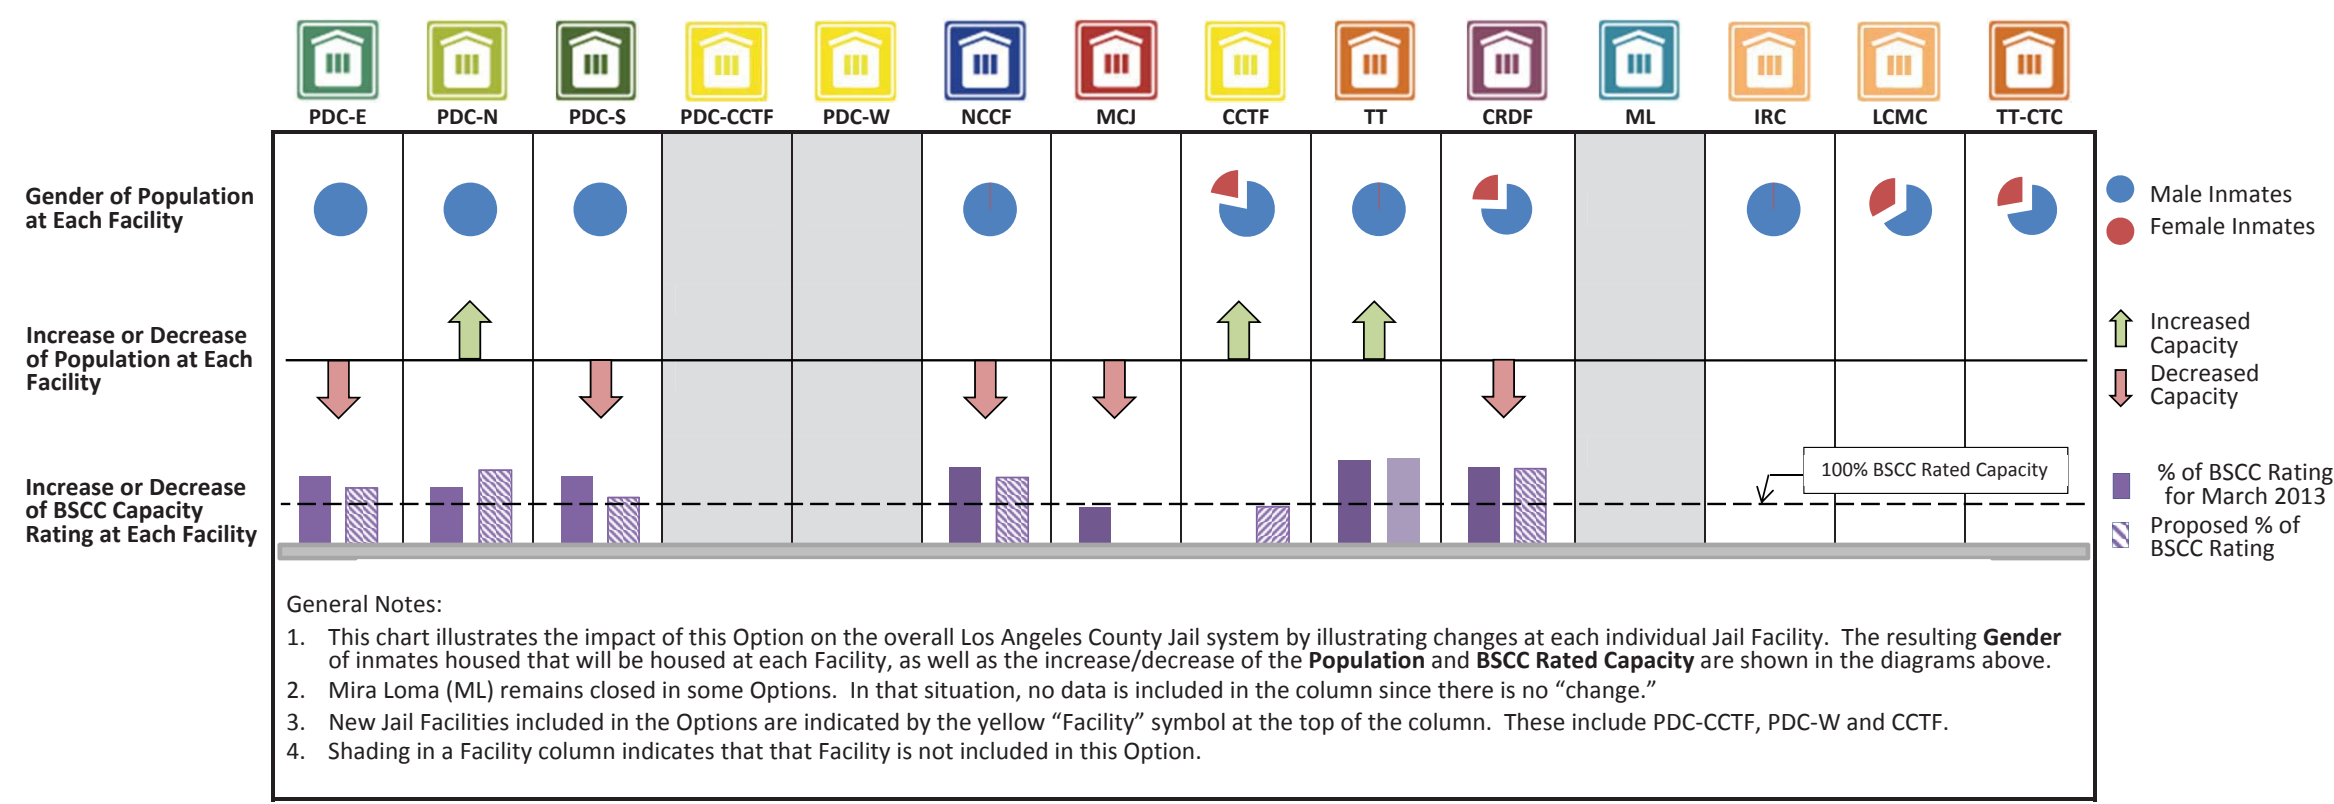 PDC-E PDC-N PDC-S PDC-CCTF PDC-W NCCF MCJ CCTF TT CRDF ML IRC LCMC TT-CTC
Gender of Population
at Each Facility
Male Inmates
Female Inmates
Increase or Decrease
of Population at Each
Facility
Increased
Capacity
Decreased
Capacity
Increase or Decrease
of BSCC Capacity
Rating at Each Facility
100% BSCC Rated Capacity
% of BSCC Rating
for March 2013
Proposed % of
BSCC Rating
General Notes:
1. This chart illustrates the impact of this Option on the overall Los Angeles County Jail system by illustrating changes at each individual Jail Facility. The resulting Gender
of inmates housed that will be housed at each Facility, as well as the increase/decrease of the Population and BSCC Rated Capacity are shown in the diagrams above.
2. Mira Loma (ML) remains closed in some Options. In that situation, no data is included in the column since there is no “change.”
3. New Jail Facilities included in the Options are indicated by the yellow “Facility” symbol at the top of the column. These include PDC-CCTF, PDC-W and CCTF.
4. Shading in a Facility column indicates that that Facility is not included in this Option.